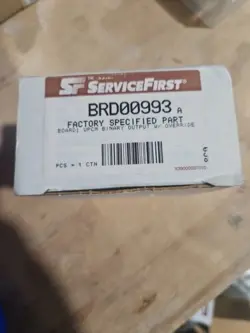 SF SERVICEFIRST®
BRD00993 A
FACTORY SPECIFIED PART
BOARD; UPCM BINARY OUTPUT W/ OVERRIDE
PCS = 1 CTN